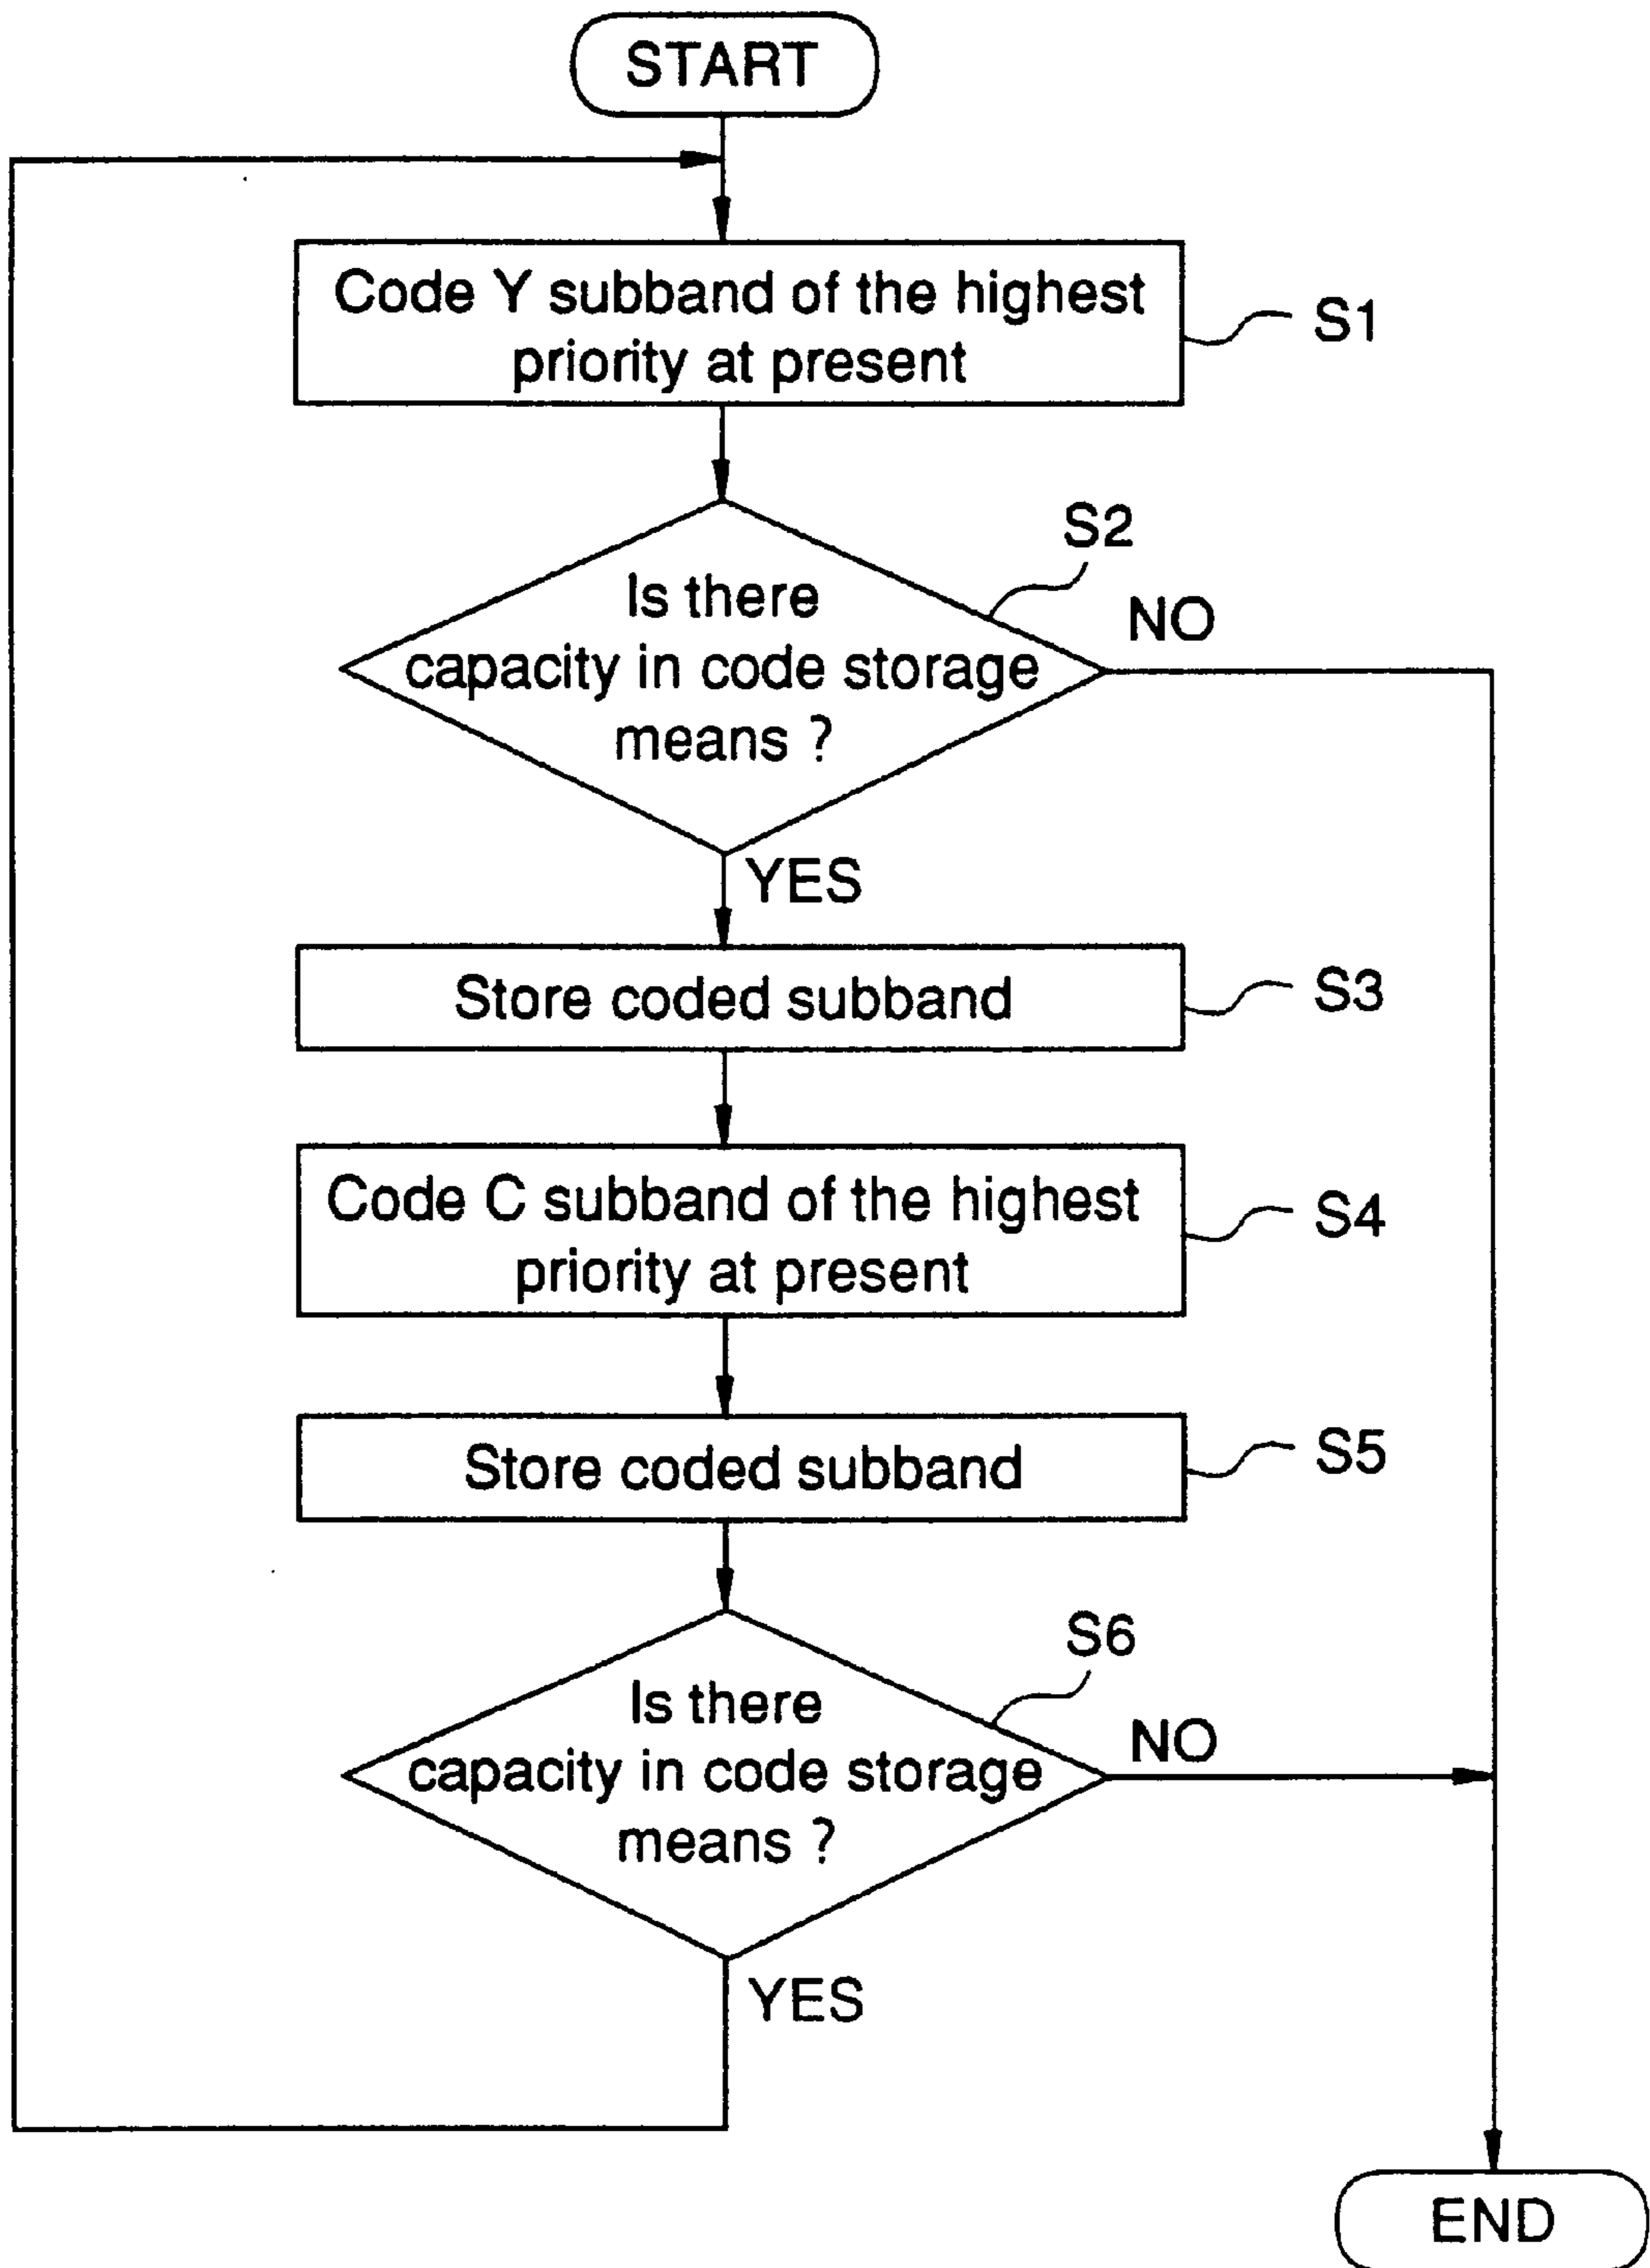 START
Code Y subband of the highest
priority at present
S1
S2
Is there
capacity in code storage
means ?
NO
YES
Store coded subband
S3
Code C subband of the highest
priority at present
S4
Store coded subband
S5
S6
Is there
capacity in code storage
means ?
NO
YES
END